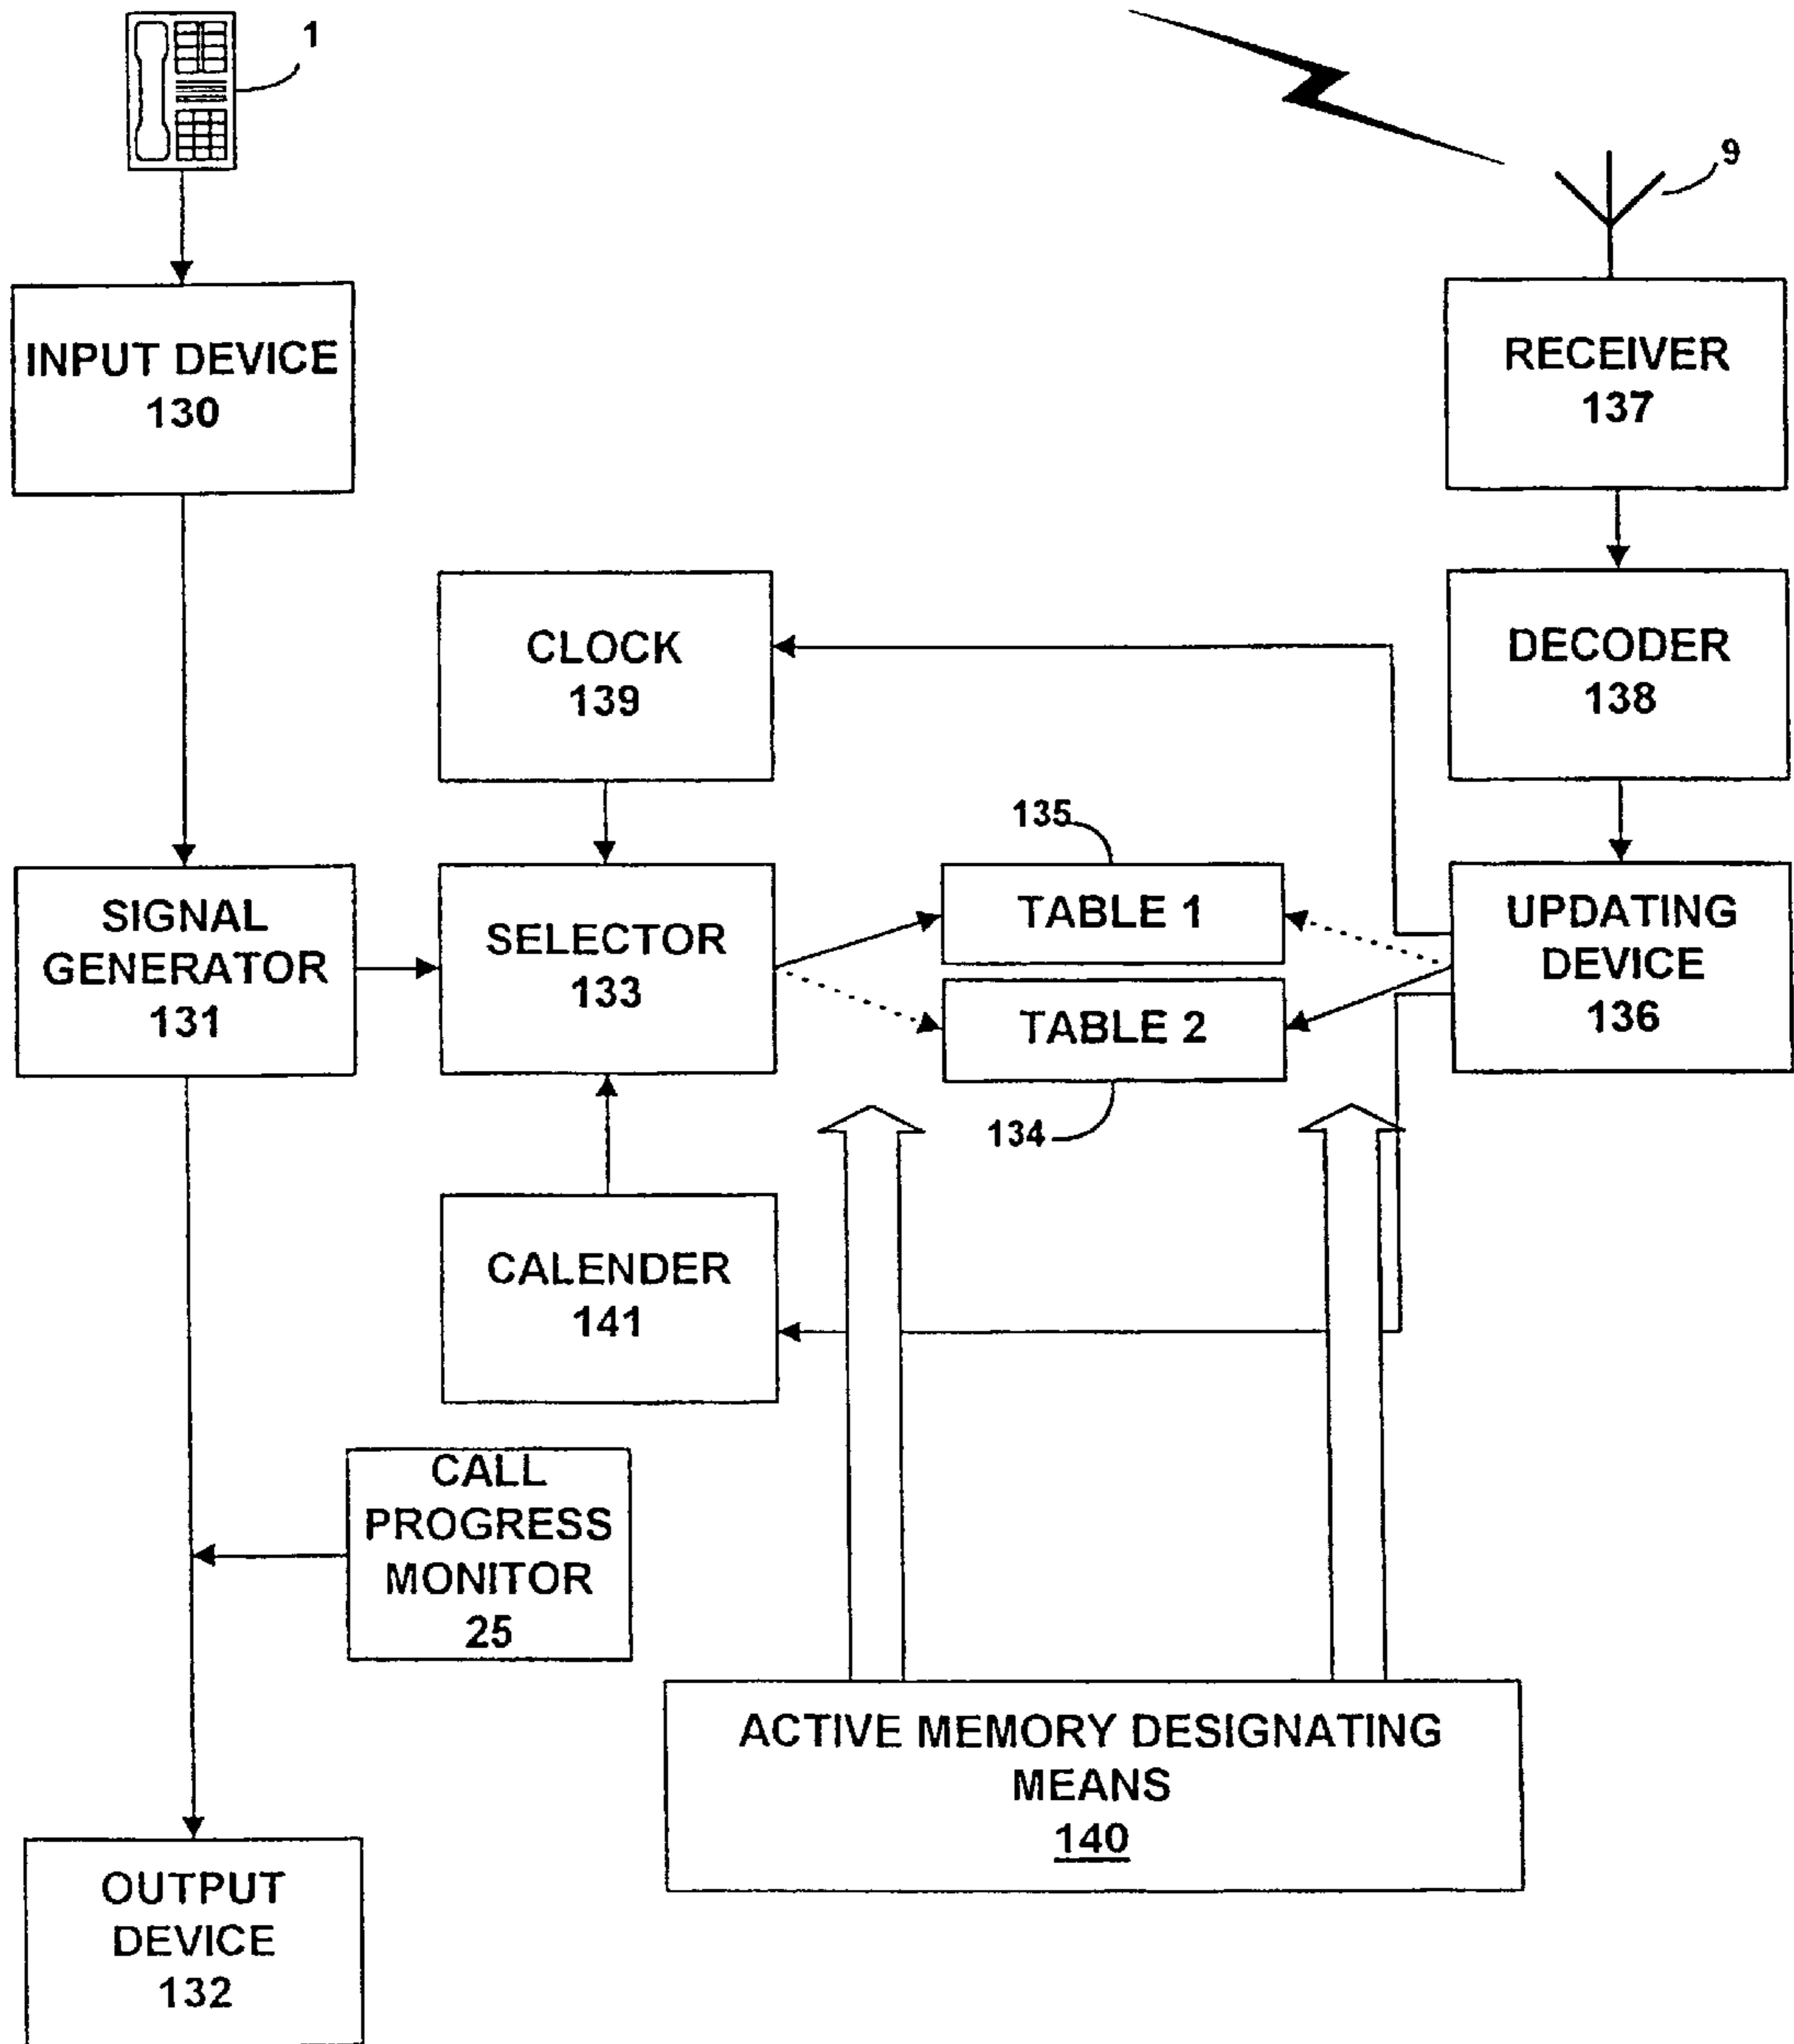 1
9
INPUT DEVICE
130
RECEIVER
137
CLOCK
139
DECODER
138
135
SIGNAL
GENERATOR
131
SELECTOR
133
TABLE 1
TABLE 2
UPDATING
DEVICE
136
134
CALENDER
141
CALL
PROGRESS
MONITOR
25
ACTIVE MEMORY DESIGNATING
MEANS
140
OUTPUT
DEVICE
132